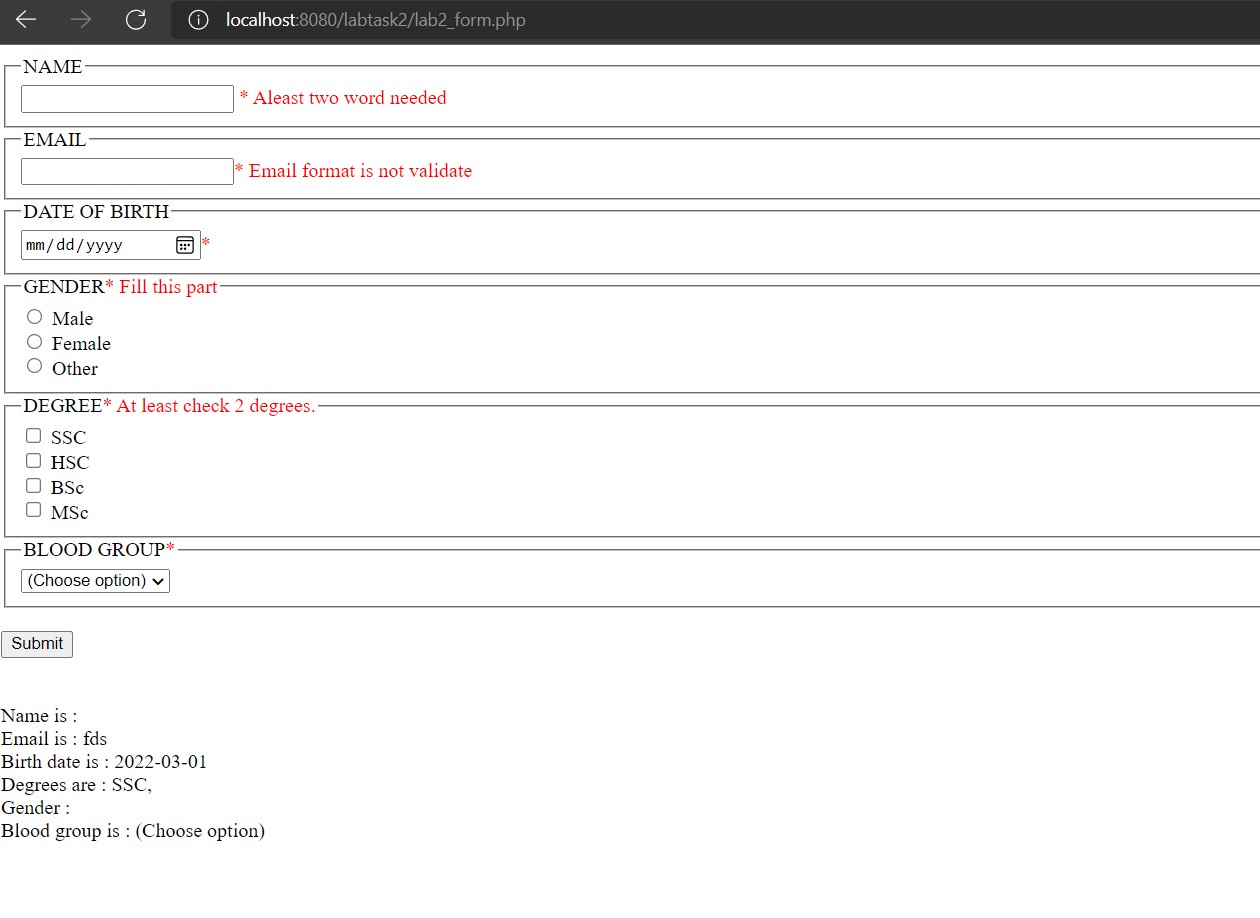 localhost:8080/labtask2/lab2_form.php
NAME
* Aleast two word needed
EMAIL
* Email format is not validate
DATE OF BIRTH
mm/dd/yyyy *
GENDER* Fill this part
Male
Female
Other
DEGREE* At least check 2 degrees.
SSC
HSC
BSc
MSc
BLOOD GROUP*
(Choose option)
Submit
Name is :
Email is : fds
Birth date is : 2022-03-01
Degrees are : SSC,
Gender :
Blood group is : (Choose option)